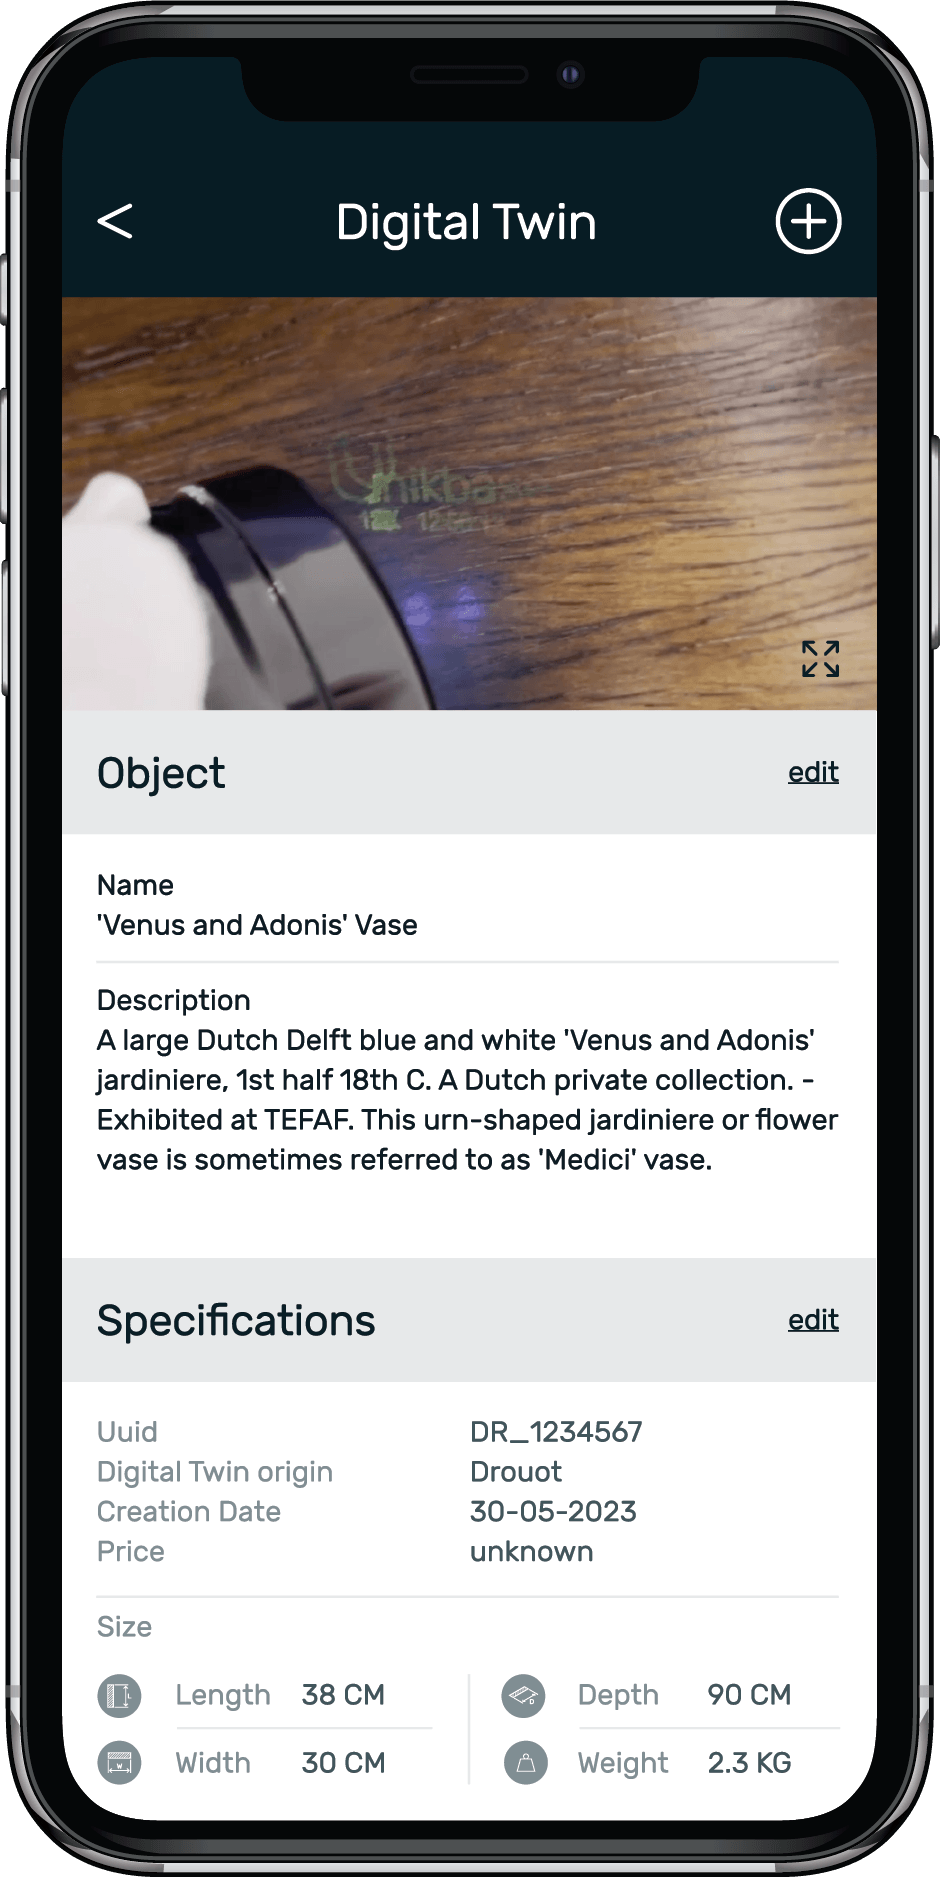 <
Digital Twin
Unikbase
Object
edit
Name
'Venus and Adonis' Vase
Description
A large Dutch Delft blue and white 'Venus and Adonis'
jardiniere, 1st half 18th C. A Dutch private collection. -
Exhibited at TEFAF. This urn-shaped jardiniere or flower
vase is sometimes referred to as 'Medici' vase.
Specifications
edit
Uuid DR_1234567
Digital Twin origin Drouot
Creation Date 30-05-2023
Price unknown
Size
Length 38 CM Depth 90 CM
Width 30 CM Weight 2.3 KG